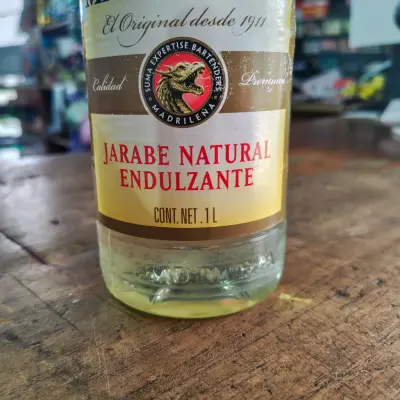 El Original desde 1911
SUMA EXPERTISE BARTENDERS
Calidad
Premium
MADRILEÑA
JARABE NATURAL
ENDULZANTE
CONT. NET. 1 L